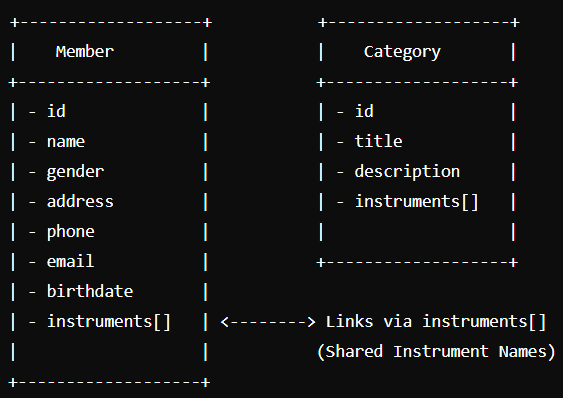 +-------------------+           +-------------------+
|    Member         |           |    Category       |
+-------------------+           +-------------------+
| - id              |           | - id              |
| - name            |           | - title           |
| - gender          |           | - description     |
| - address         |           | - instruments[]   |
| - phone           |           |                   |
| - email           |           +-------------------+
| - birthdate       |
| - instruments[]   | <--------> Links via instruments[]
|                   |           (Shared Instrument Names)
+-------------------+